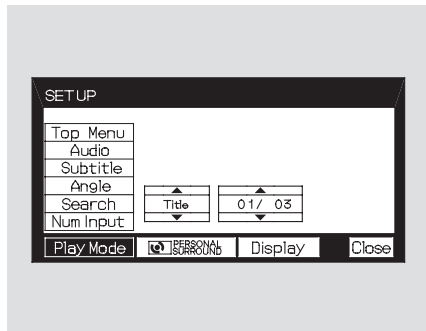 SETUP
Top Menu
Audio
Subtitle
Angle
Search
Num Input
Title
01/ 03
Play Mode
PERSONAL
SURROUND
Display
Close